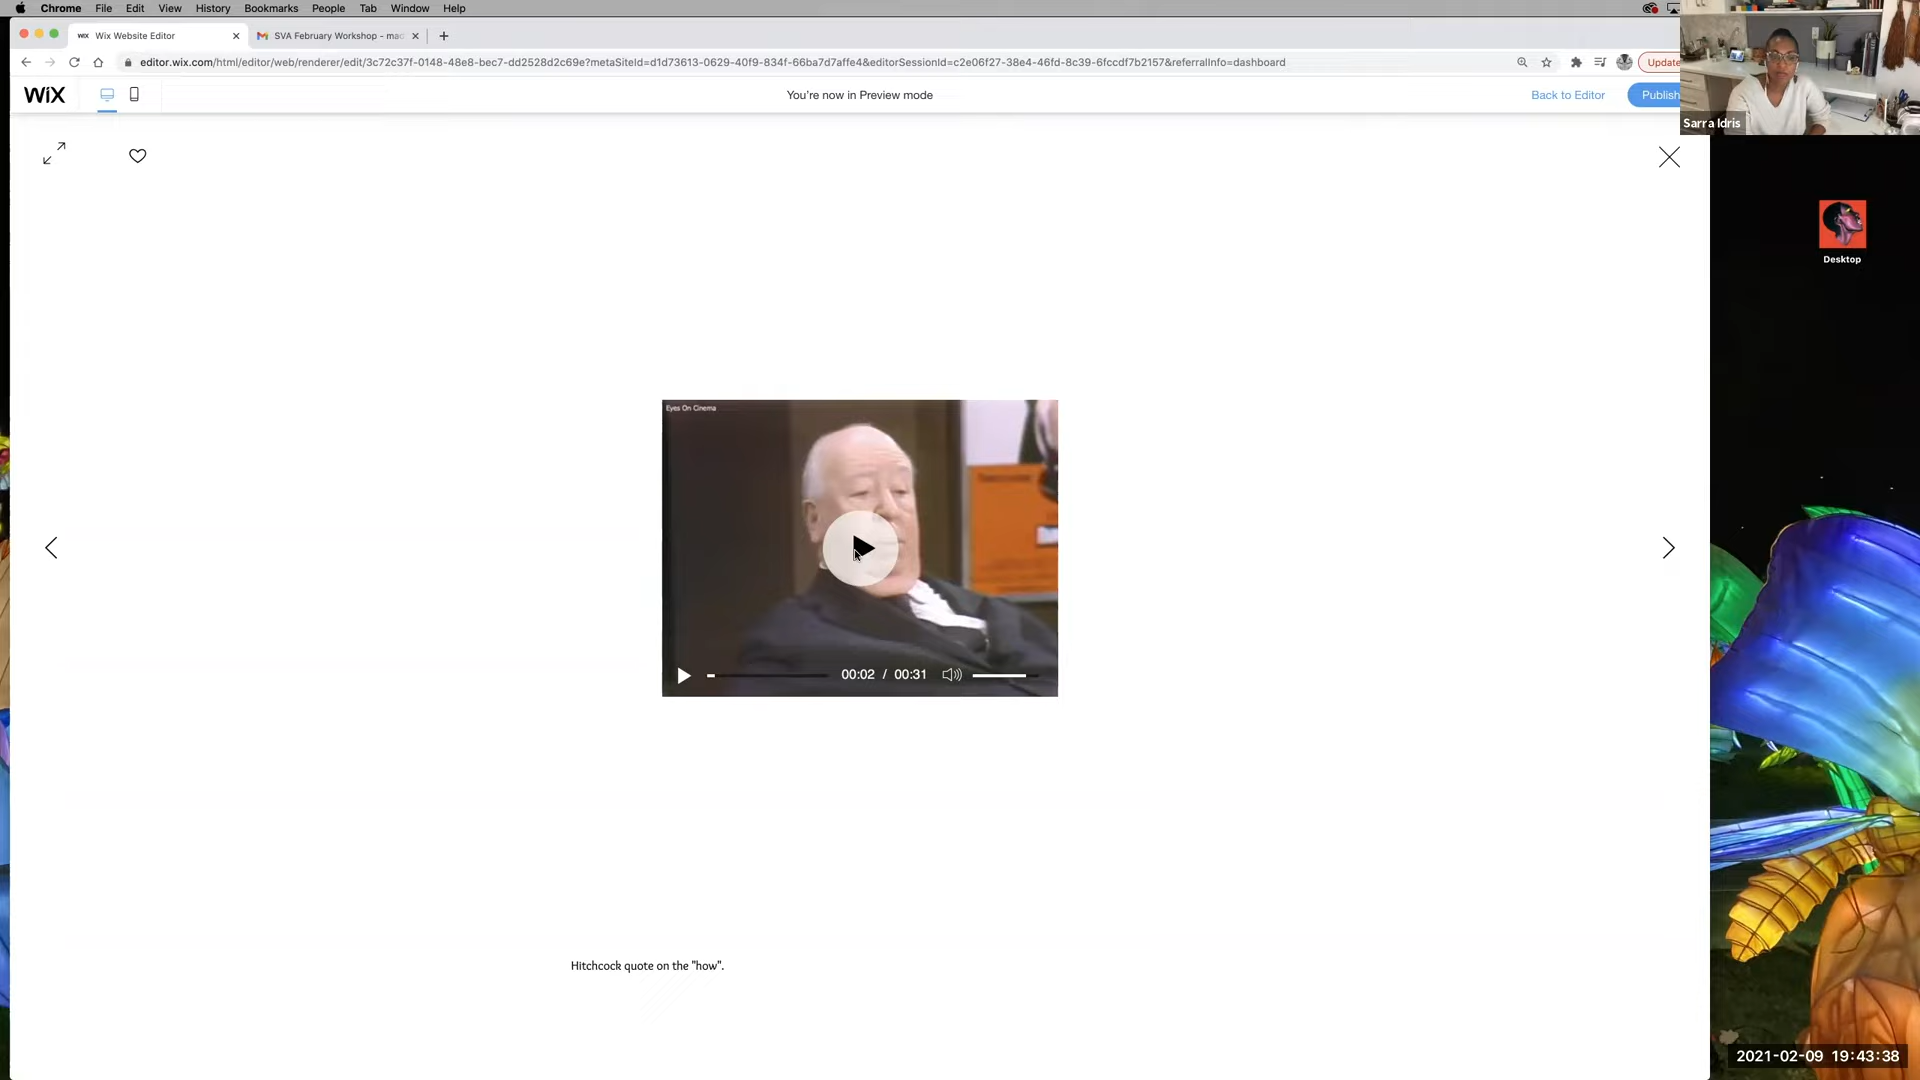 Chrome File Edit View History Bookmarks People Tab Window Help
WiX Wix Website Editor
SVA February Workshop - mad
editor.wix.com/html/editor/web/renderer/edit/3c72c37f-0148-48e8-bec7-dd2528d2c69e?metaSiteId=d1d73613-0629-40f9-834f-66ba7d7affe4&editorSessionId=c2e06f27-38e4-46fd-8c39-6fccdf7b2157&referralInfo=dashboard
Update
WiX
You're now in Preview mode
Back to Editor
Publish
Sarra Idris
Desktop
Eyes On Cinema
00:02 / 00:31
Hitchcock quote on the "how".
2021-02-09 19:43:38